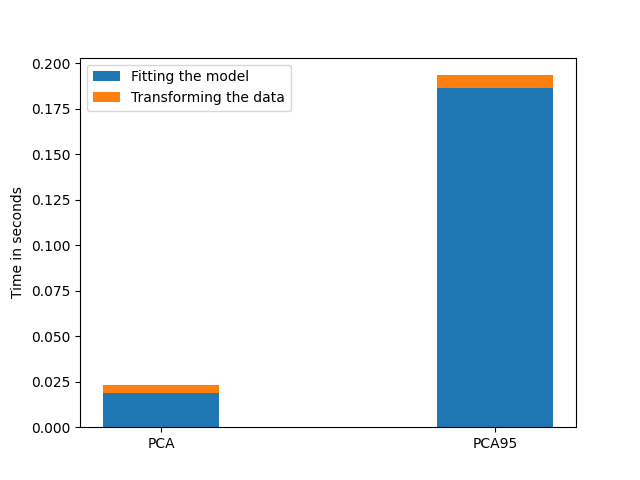 0.200
0.175
0.150
0.125
0.100
0.075
0.050
0.025
0.000
Time in seconds
Fitting the model
Transforming the data
PCA
PCA95